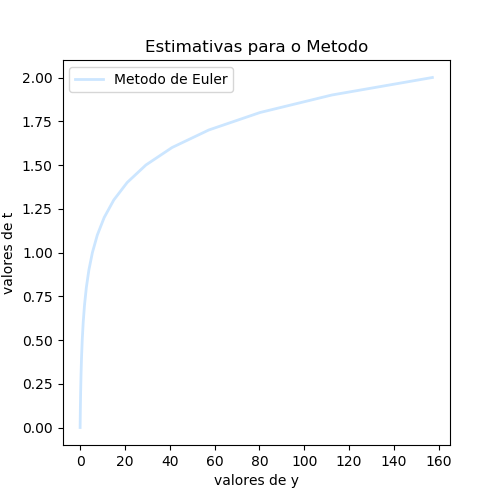 Estimativas para o Metodo
Metodo de Euler
valores de t
2.00
1.75
1.50
1.25
1.00
0.75
0.50
0.25
0.00
0 20 40 60 80 100 120 140 160
valores de y